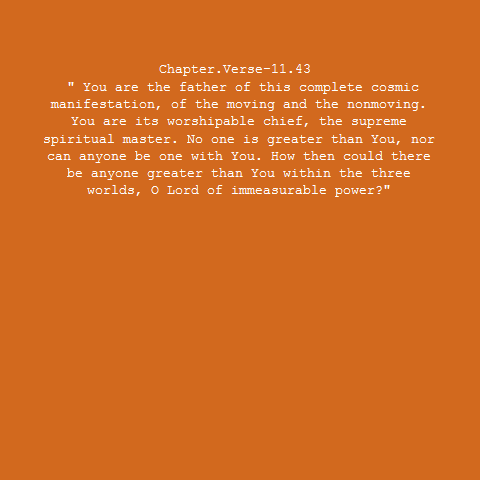 Chapter.Verse-11.43
" You are the father of this complete cosmic
manifestation, of the moving and the nonmoving.
You are its worshipable chief, the supreme
spiritual master. No one is greater than You, nor
can anyone be one with You. How then could there
be anyone greater than You within the three
worlds, O Lord of immeasurable power?"